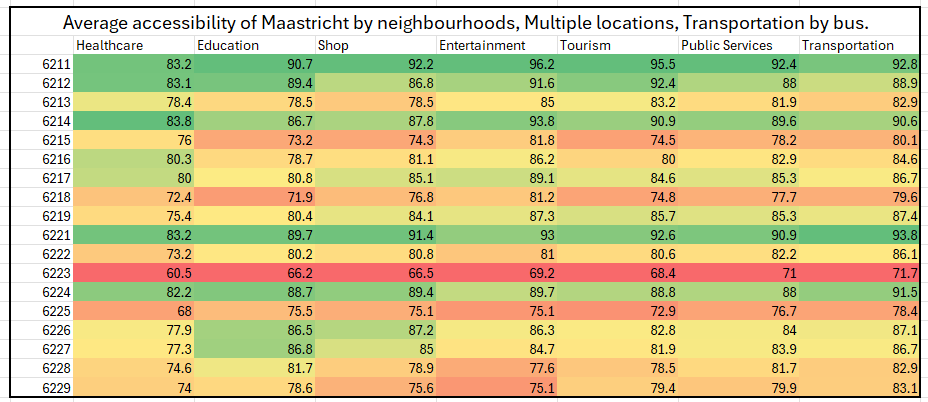 Average accessibility of Maastricht by neighbourhoods, Multiple locations, Transportation by bus.
Healthcare Education Shop Entertainment Tourism Public Services Transportation
6211 83.2 90.7 92.2 96.2 95.5 92.4 92.8
6212 83.1 89.4 86.8 91.6 92.4 88 88.9
6213 78.4 78.5 78.5 85 83.2 81.9 82.9
6214 83.8 86.7 87.8 93.8 90.9 89.6 90.6
6215 76 73.2 74.3 81.8 74.5 78.2 80.1
6216 80.3 78.7 81.1 86.2 80 82.9 84.6
6217 80 80.8 85.1 89.1 84.6 85.3 86.7
6218 72.4 71.9 76.8 81.2 74.8 77.7 79.6
6219 75.4 80.4 84.1 87.3 85.7 85.3 87.4
6221 83.2 89.7 91.4 93 92.6 90.9 93.8
6222 73.2 80.2 80.8 81 80.6 82.2 86.1
6223 60.5 66.2 66.5 69.2 68.4 71 71.7
6224 82.2 88.7 89.4 89.7 88.8 88 91.5
6225 68 75.5 75.1 75.1 72.9 76.7 78.4
6226 77.9 86.5 87.2 86.3 82.8 84 87.1
6227 77.3 86.8 85 84.7 81.9 83.9 86.7
6228 74.6 81.7 78.9 77.6 78.5 81.7 82.9
6229 74 78.6 75.6 75.1 79.4 79.9 83.1